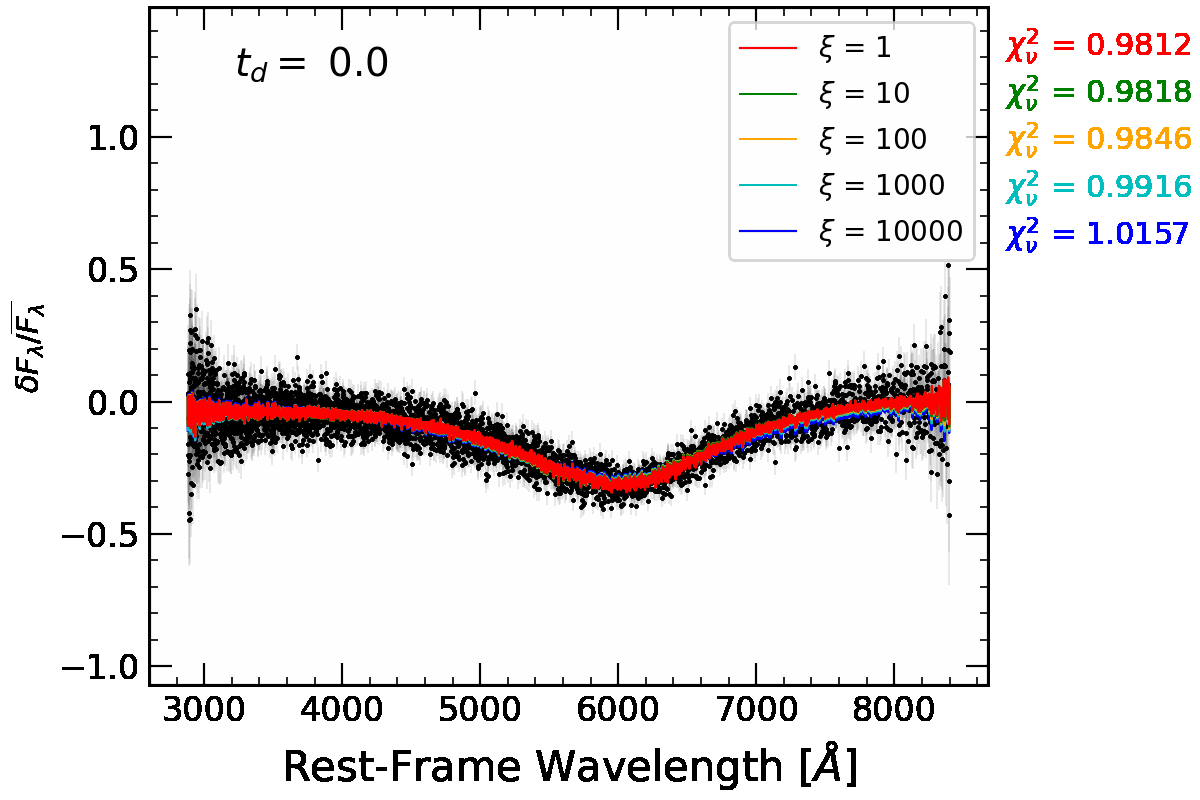 t_d = 0.0
ξ = 1
ξ = 10
ξ = 100
ξ = 1000
ξ = 10000
χ²_ν = 0.9812
χ²_ν = 0.9818
χ²_ν = 0.9846
χ²_ν = 0.9916
χ²_ν = 1.0157
δF_λ/F̅_λ
1.0
0.5
0.0
−0.5
−1.0
3000 4000 5000 6000 7000 8000
Rest-Frame Wavelength [Å]